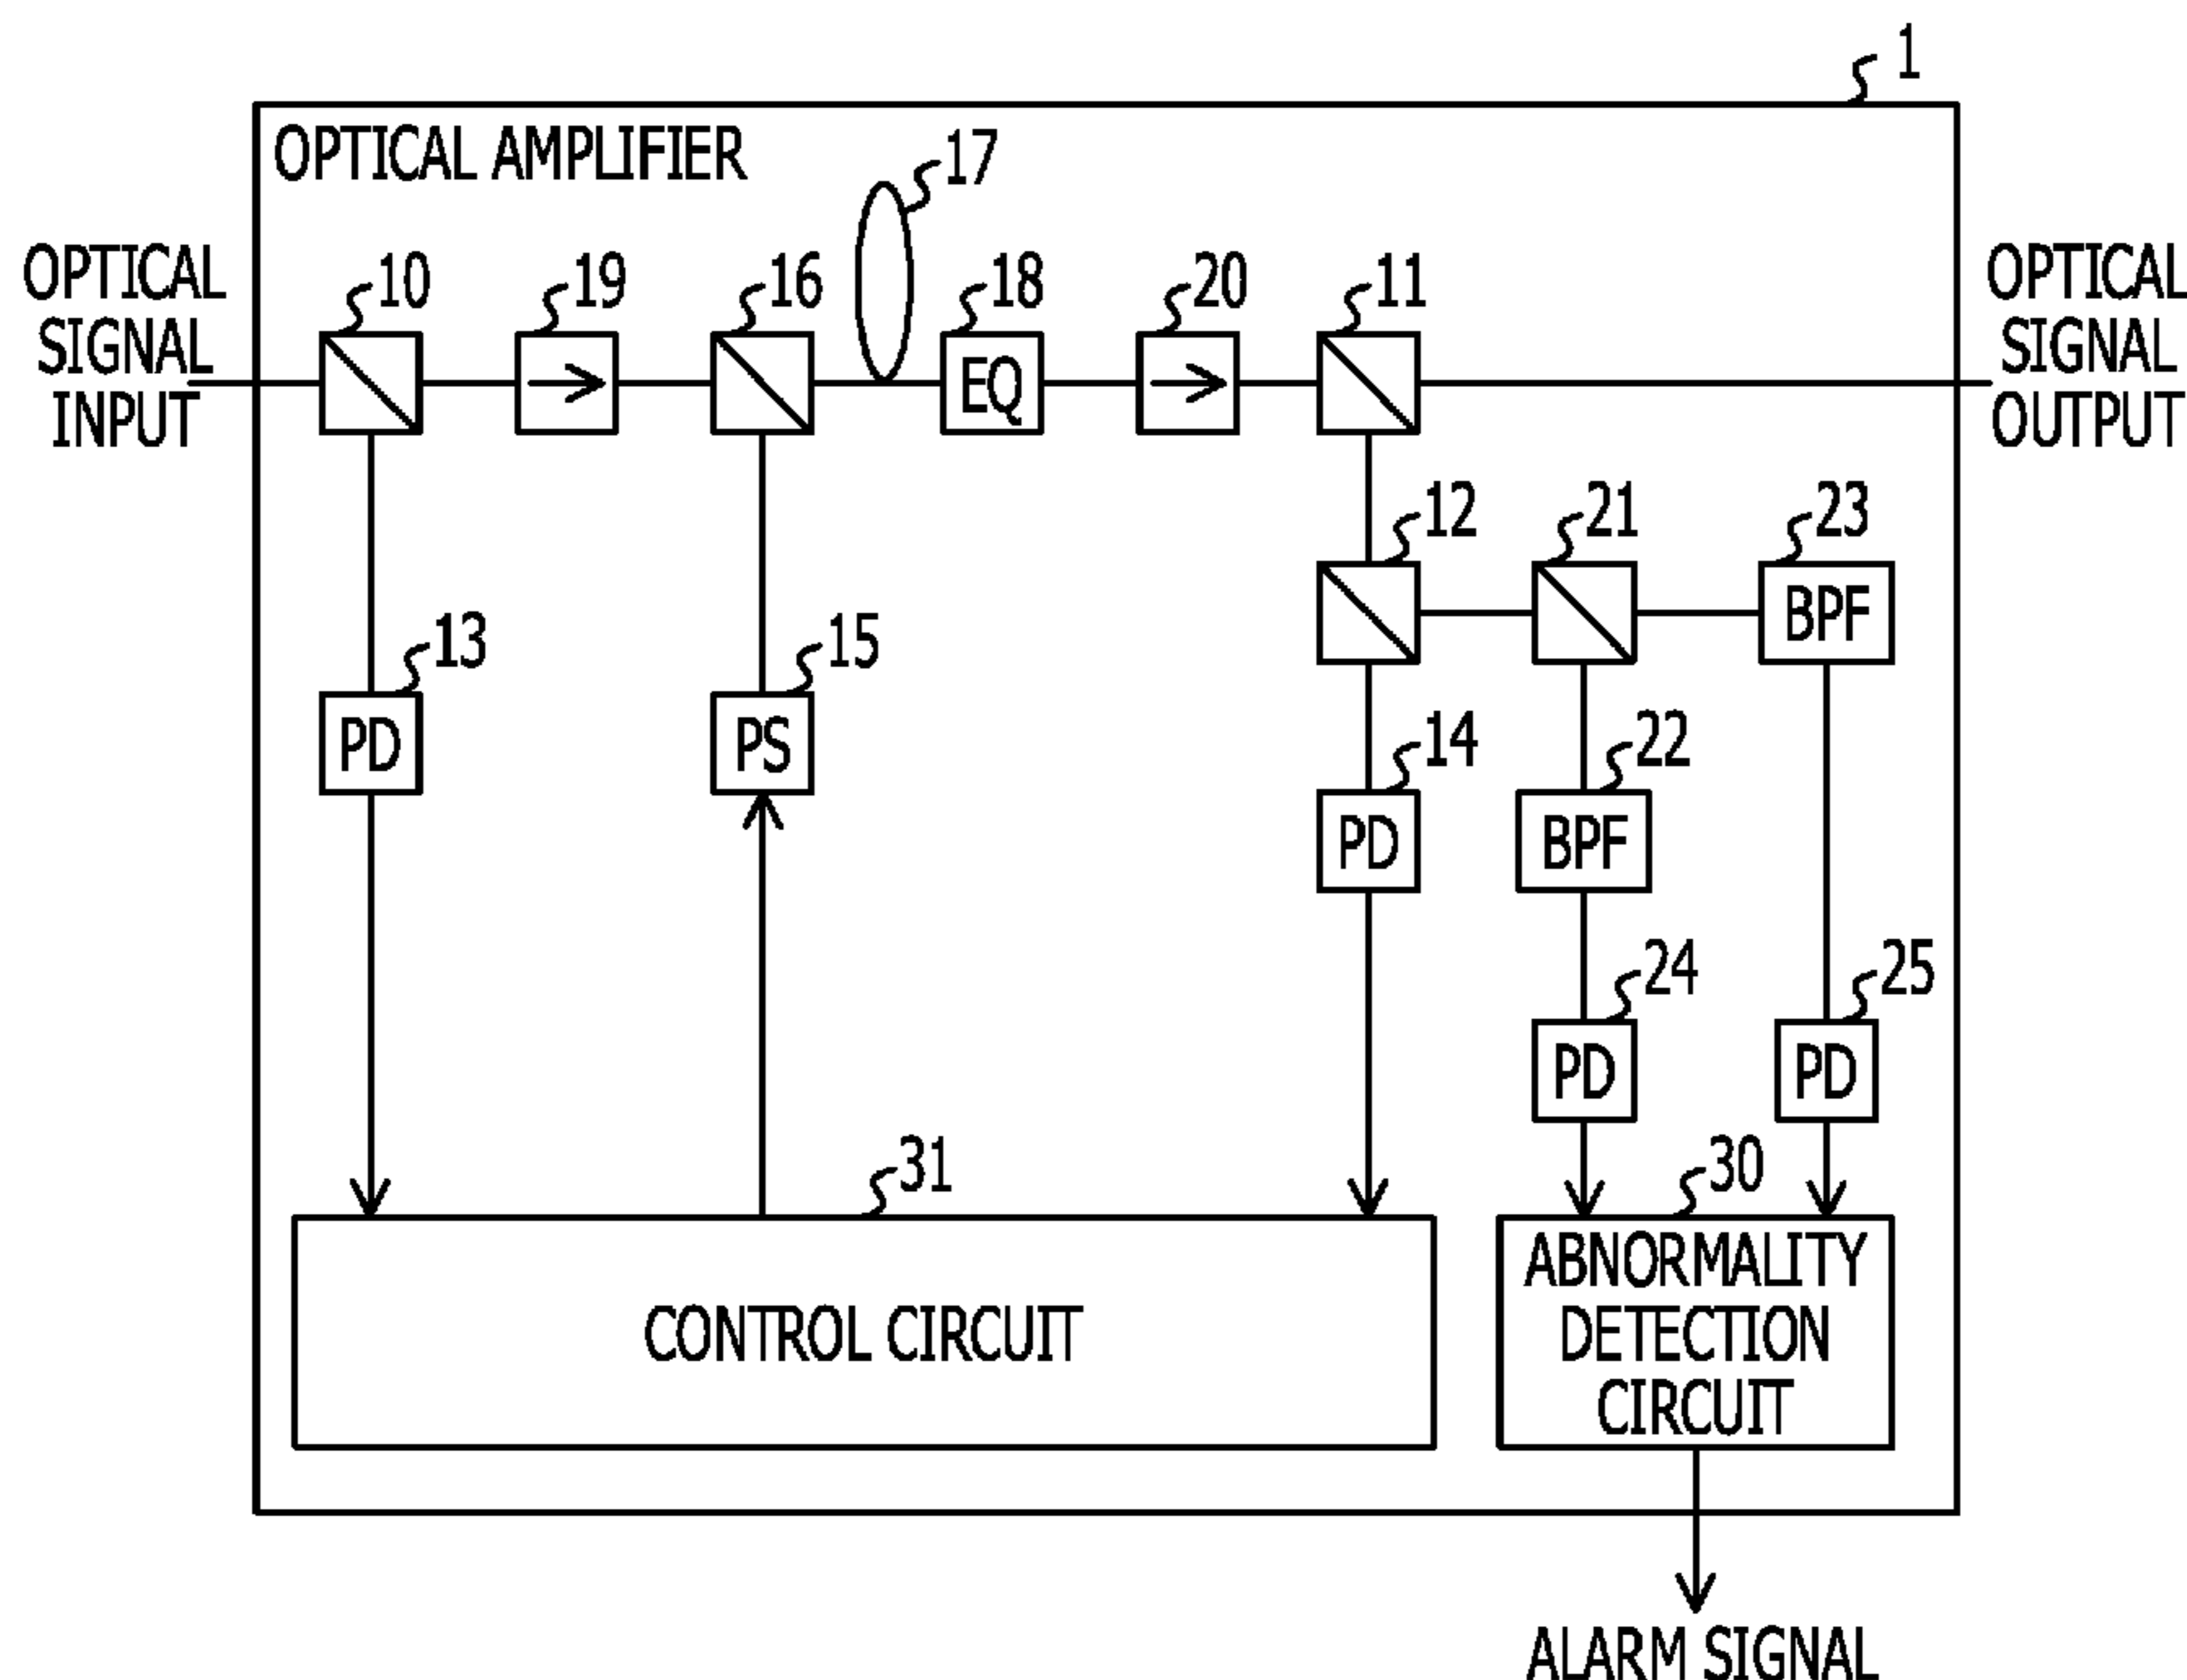 1
OPTICAL AMPLIFIER
17
OPTICAL
SIGNAL
INPUT
10
19
16
18
20
11
OPTICAL
SIGNAL
OUTPUT
EQ
12
21
23
BPF
13
15
PD
PS
14
22
PD
BPF
24
25
PD
PD
31
30
CONTROL CIRCUIT
ABNORMALITY
DETECTION
CIRCUIT
ALARM SIGNAL